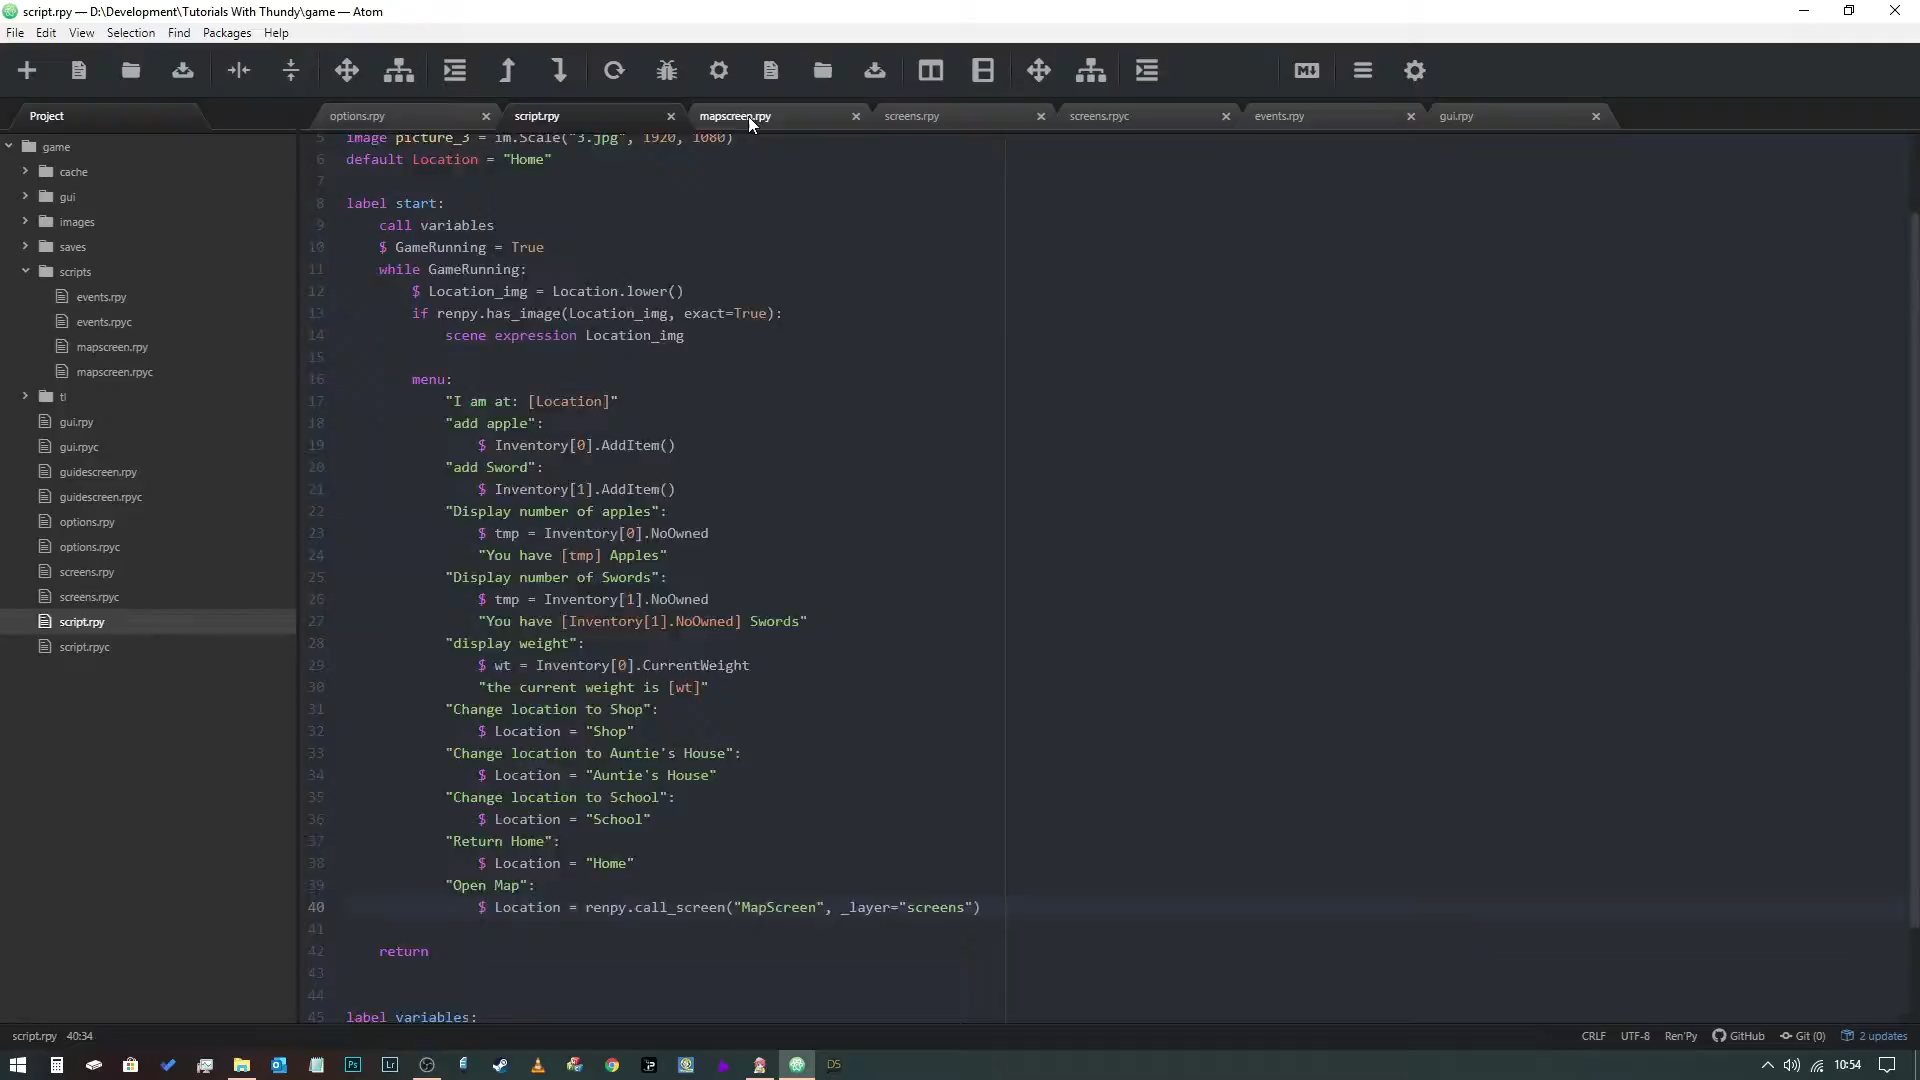 script.rpy — D:\Development\Tutorials With Thundy\game — Atom
File Edit View Selection Find Packages Help
Project
options.rpy script.rpy mapscreen.rpy screens.rpy screens.rpyc events.rpy gui.rpy
game
cache
gui
images
saves
scripts
events.rpy
events.rpyc
mapscreen.rpy
mapscreen.rpyc
tl
gui.rpy
gui.rpyc
guidescreen.rpy
guidescreen.rpyc
options.rpy
options.rpyc
screens.rpy
screens.rpyc
script.rpy
script.rpyc
5 image picture_3 = im.Scale("3.jpg", 1920, 1080)
6 default Location = "Home"
7
8 label start:
9 call variables
10 $ GameRunning = True
11 while GameRunning:
12 $ Location_img = Location.lower()
13 if renpy.has_image(Location_img, exact=True):
14 scene expression Location_img
15
16 menu:
17 "I am at: [Location]"
18 "add apple":
19 $ Inventory[0].AddItem()
20 "add Sword":
21 $ Inventory[1].AddItem()
22 "Display number of apples":
23 $ tmp = Inventory[0].NoOwned
24 "You have [tmp] Apples"
25 "Display number of Swords":
26 $ tmp = Inventory[1].NoOwned
27 "You have [Inventory[1].NoOwned] Swords"
28 "display weight":
29 $ wt = Inventory[0].CurrentWeight
30 "the current weight is [wt]"
31 "Change location to Shop":
32 $ Location = "Shop"
33 "Change location to Auntie's House":
34 $ Location = "Auntie's House"
35 "Change location to School":
36 $ Location = "School"
37 "Return Home":
38 $ Location = "Home"
39 "Open Map":
40 $ Location = renpy.call_screen("MapScreen", _layer="screens")
41
42 return
43
44
45 label variables:
script.rpy 40:34
CRLF UTF-8 Ren'Py GitHub Git (0) 2 updates
Ps Lr DS 10:54